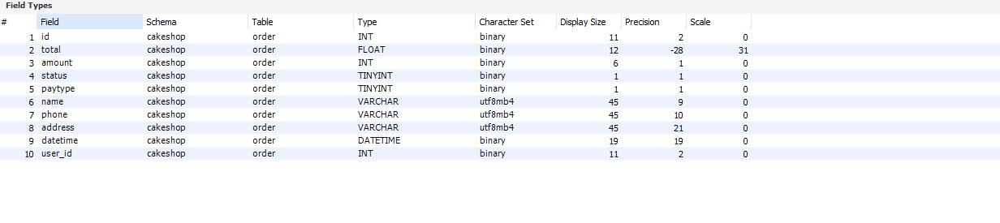 Field Types
# Field Schema Table Type Character Set Display Size Precision Scale
1 id cakeshop order INT binary 11 2 0
2 total cakeshop order FLOAT binary 12 -28 31
3 amount cakeshop order INT binary 6 1 0
4 status cakeshop order TINYINT binary 1 1 0
5 paytype cakeshop order TINYINT binary 1 1 0
6 name cakeshop order VARCHAR utf8mb4 45 9 0
7 phone cakeshop order VARCHAR utf8mb4 45 10 0
8 address cakeshop order VARCHAR utf8mb4 45 21 0
9 datetime cakeshop order DATETIME binary 19 19 0
10 user_id cakeshop order INT binary 11 2 0